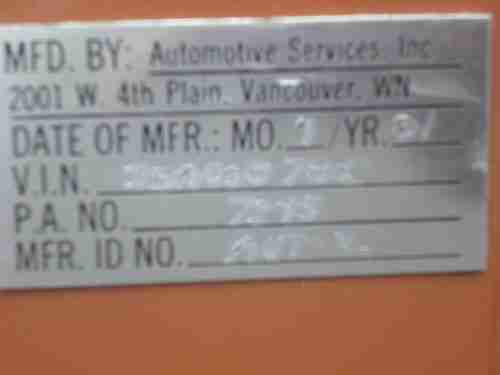 MFD. BY: Automotive Services, Inc
2001 W. 4th Plain, Vancouver, WN
DATE OF MFR.: MO. /YR.
V.I.N.
P.A. NO.
MFR. ID NO.